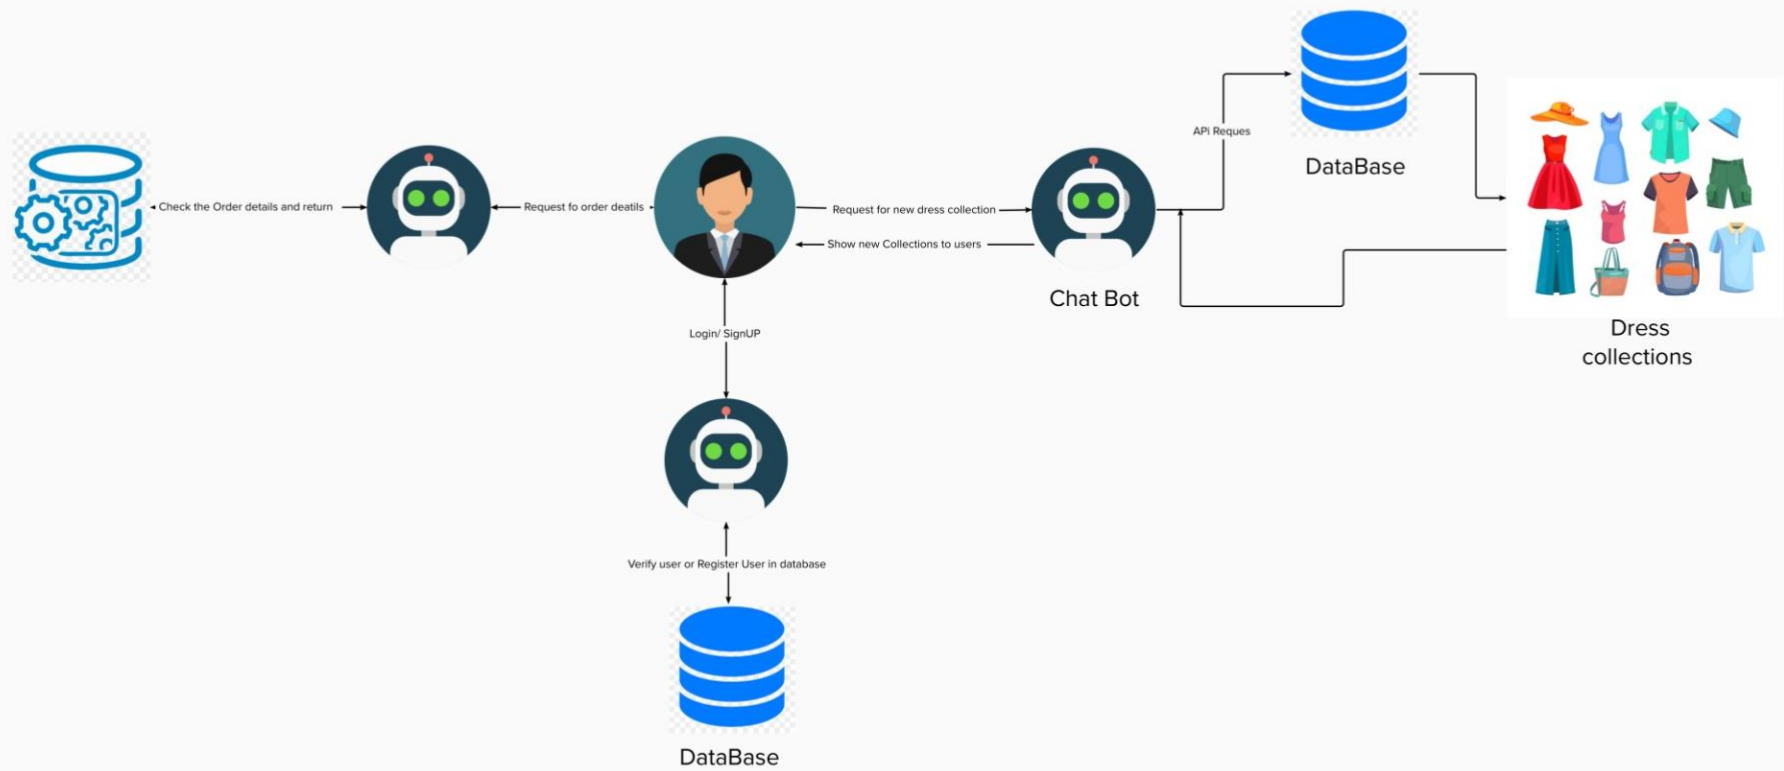 APi Reques
DataBase
Check the Order details and return
Request fo order deatils
Request for new dress collection
Show new Collections to users
Chat Bot
Dress
collections
Login/ SignUP
Verify user or Register User in database
DataBase